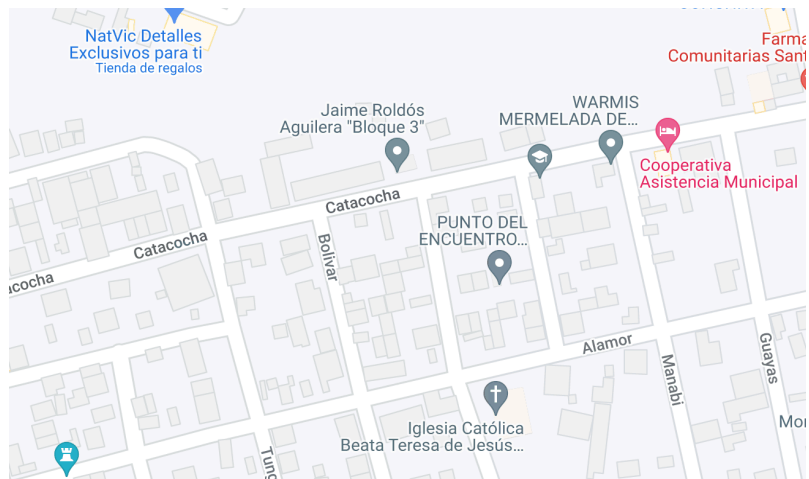 NatVic Detalles
Exclusivos para ti
Tienda de regalos
Farma
Comunitarias Sant
Jaime Roldós
Aguilera "Bloque 3"
WARMIS
MERMELADA DE...
Cooperativa
Asistencia Municipal
Catacocha
Catacocha
acocha
Bolivar
PUNTO DEL
ENCUENTRO...
Alamor
Manabi
Guayas
Iglesia Católica
Beata Teresa de Jesús...
Tung
Mor